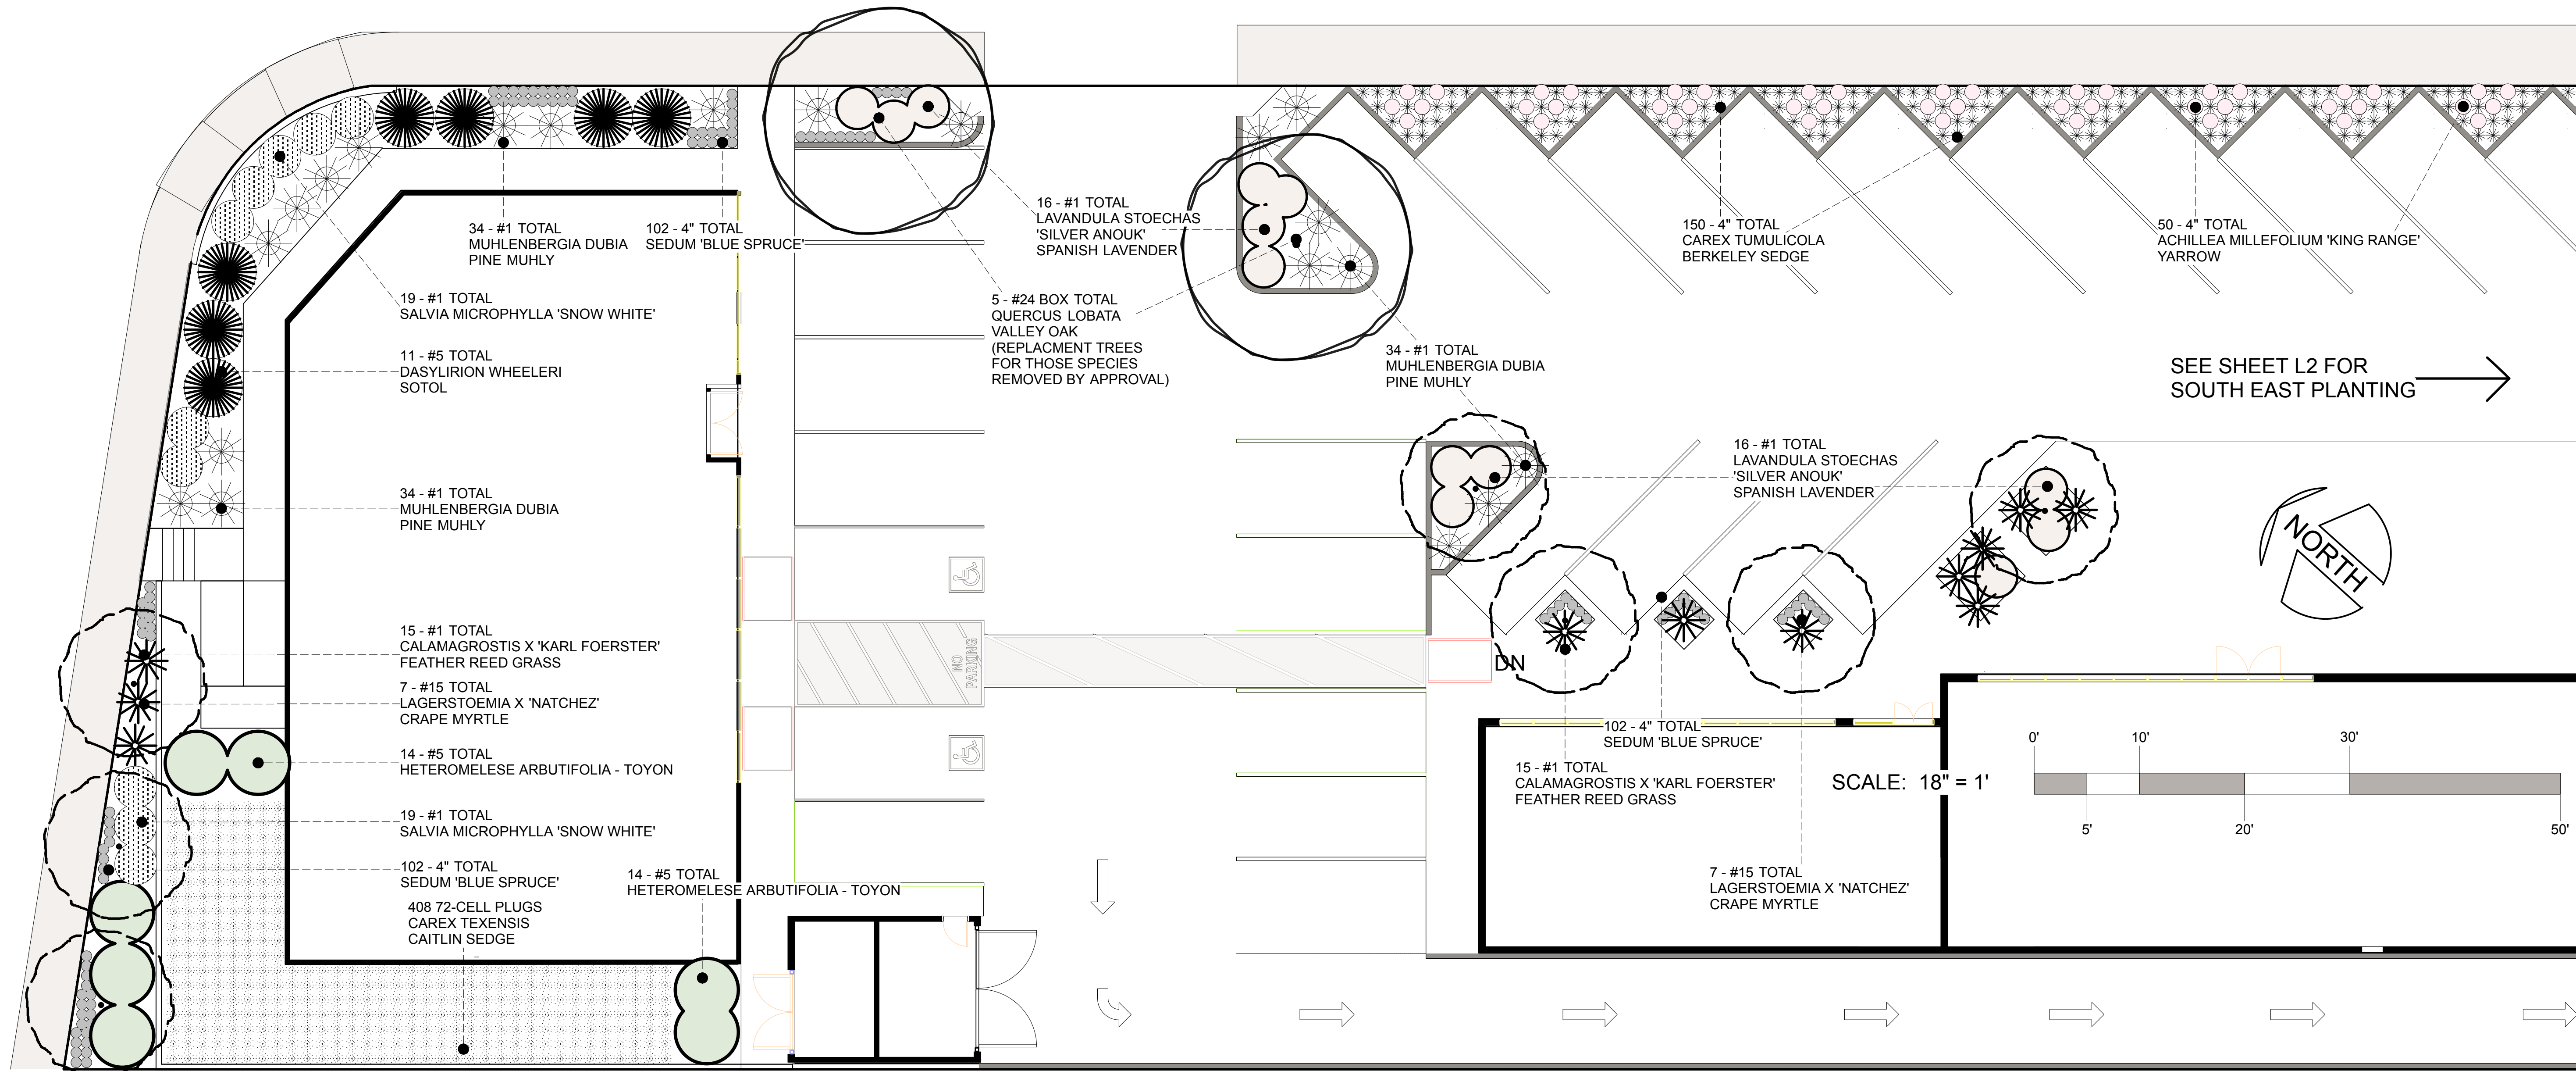 16 - #1 TOTAL
LAVANDULA STOECHAS
'SILVER ANOUK'
SPANISH LAVENDER
34 - #1 TOTAL
MUHLENBERGIA DUBIA
PINE MUHLY
102 - 4" TOTAL
SEDUM 'BLUE SPRUCE'
150 - 4" TOTAL
CAREX TUMULICOLA
BERKELEY SEDGE
50 - 4" TOTAL
ACHILLEA MILLEFOLIUM 'KING RANGE'
YARROW
19 - #1 TOTAL
SALVIA MICROPHYLLA 'SNOW WHITE'
5 - #24 BOX TOTAL
QUERCUS LOBATA
VALLEY OAK
(REPLACMENT TREES
FOR THOSE SPECIES
REMOVED BY APPROVAL)
11 - #5 TOTAL
DASYLIRION WHEELERI
SOTOL
34 - #1 TOTAL
MUHLENBERGIA DUBIA
PINE MUHLY
SEE SHEET L2 FOR
SOUTH EAST PLANTING
16 - #1 TOTAL
LAVANDULA STOECHAS
'SILVER ANOUK'
SPANISH LAVENDER
34 - #1 TOTAL
MUHLENBERGIA DUBIA
PINE MUHLY
NORTH
15 - #1 TOTAL
CALAMAGROSTIS X 'KARL FOERSTER'
FEATHER REED GRASS
NO
PARKING
DN
7 - #15 TOTAL
LAGERSTOEMIA X 'NATCHEZ'
CRAPE MYRTLE
102 - 4" TOTAL
SEDUM 'BLUE SPRUCE'
14 - #5 TOTAL
HETEROMELESE ARBUTIFOLIA - TOYON
15 - #1 TOTAL
CALAMAGROSTIS X 'KARL FOERSTER'
FEATHER REED GRASS
SCALE: 18" = 1'
0' 10' 30'
5' 20' 50'
19 - #1 TOTAL
SALVIA MICROPHYLLA 'SNOW WHITE'
102 - 4" TOTAL
SEDUM 'BLUE SPRUCE'
14 - #5 TOTAL
HETEROMELESE ARBUTIFOLIA - TOYON
7 - #15 TOTAL
LAGERSTOEMIA X 'NATCHEZ'
CRAPE MYRTLE
408 72-CELL PLUGS
CAREX TEXENSIS
CAITLIN SEDGE